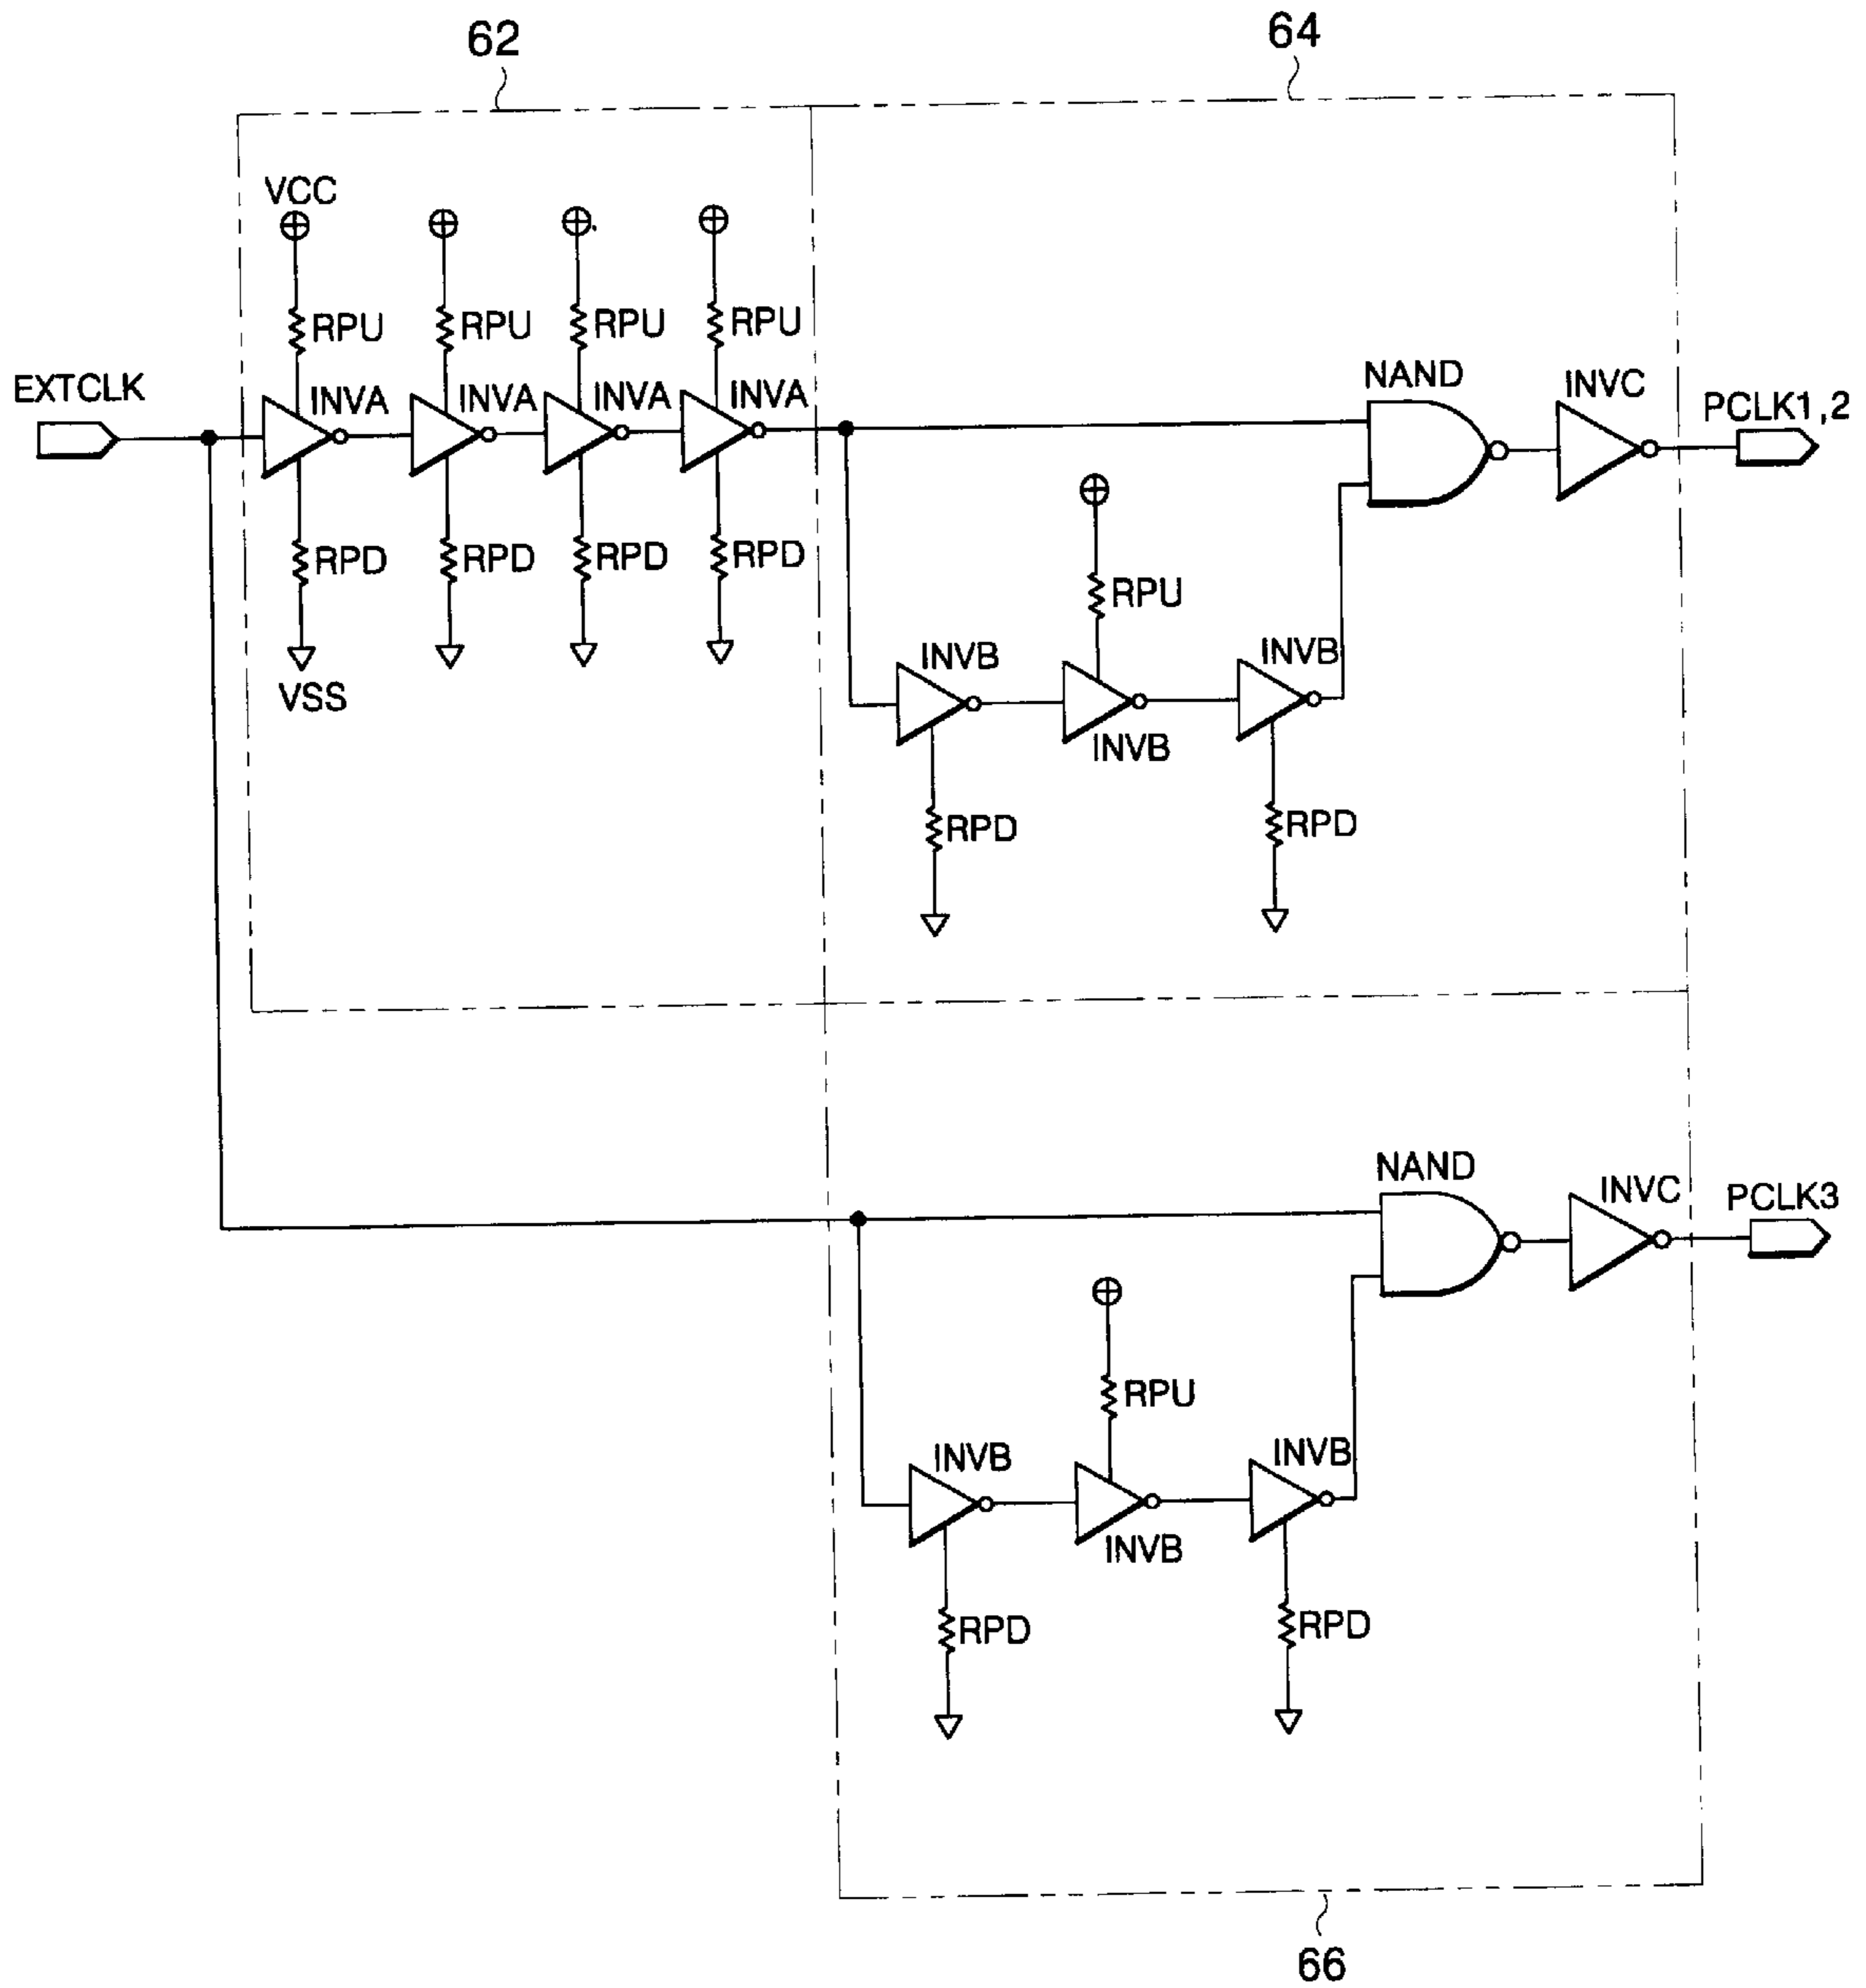 62
64
VCC
RPU
RPU
RPU
RPU
EXTCLK
INVA
INVA
INVA
INVA
NAND
INVC
PCLK1,2
RPD
RPD
RPD
RPD
VSS
RPU
INVB
INVB
INVB
RPD
RPD
NAND
INVC
PCLK3
RPU
INVB
INVB
INVB
RPD
RPD
66